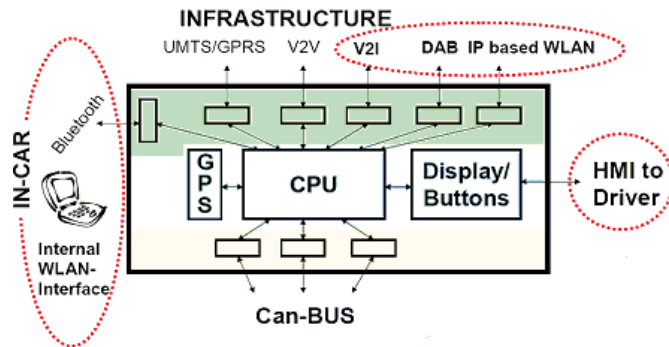 INFRASTRUCTURE
UMTS/GPRS V2V V2I DAB IP based WLAN
IN-CAR
Bluetooth
Internal
WLAN-
Interface
GPS
CPU
Display/
Buttons
HMI to
Driver
Can-BUS